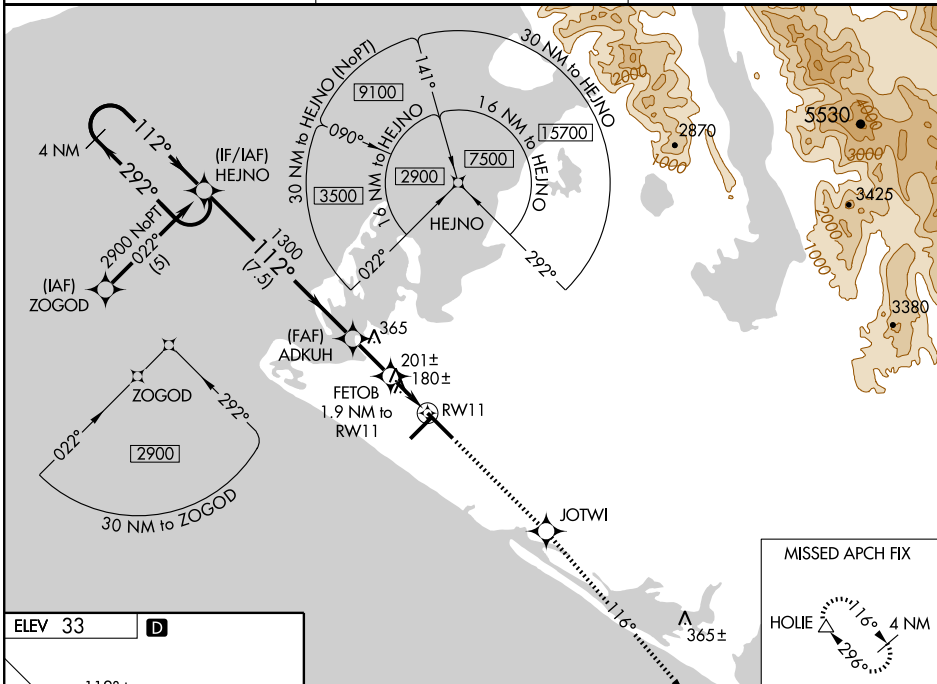 30 NM to HEJNO (NoPT)
141°
30 NM to HEJNO
9100
090°
16 NM to HEJNO
16 NM to HEJNO
15700
7500
3500
2900
HEJNO
022°
292°
2000
2870
1000
5530
4000
3000
3425
2000
1000
3380
112°
4 NM
292°
(IF/IAF)
HEJNO
2900 NoPT
022°
(5)
(IAF)
ZOGOD
1300
112°
(7.5)
(FAF)
ADKUH
365
201±
180±
FETOB
1.9 NM to
RW11
RW11
ZOGOD
022°
292°
2900
30 NM to ZOGOD
JOTWI
116°
365±
MISSED APCH FIX
HOLIE
116°
4 NM
296°
ELEV 33
D